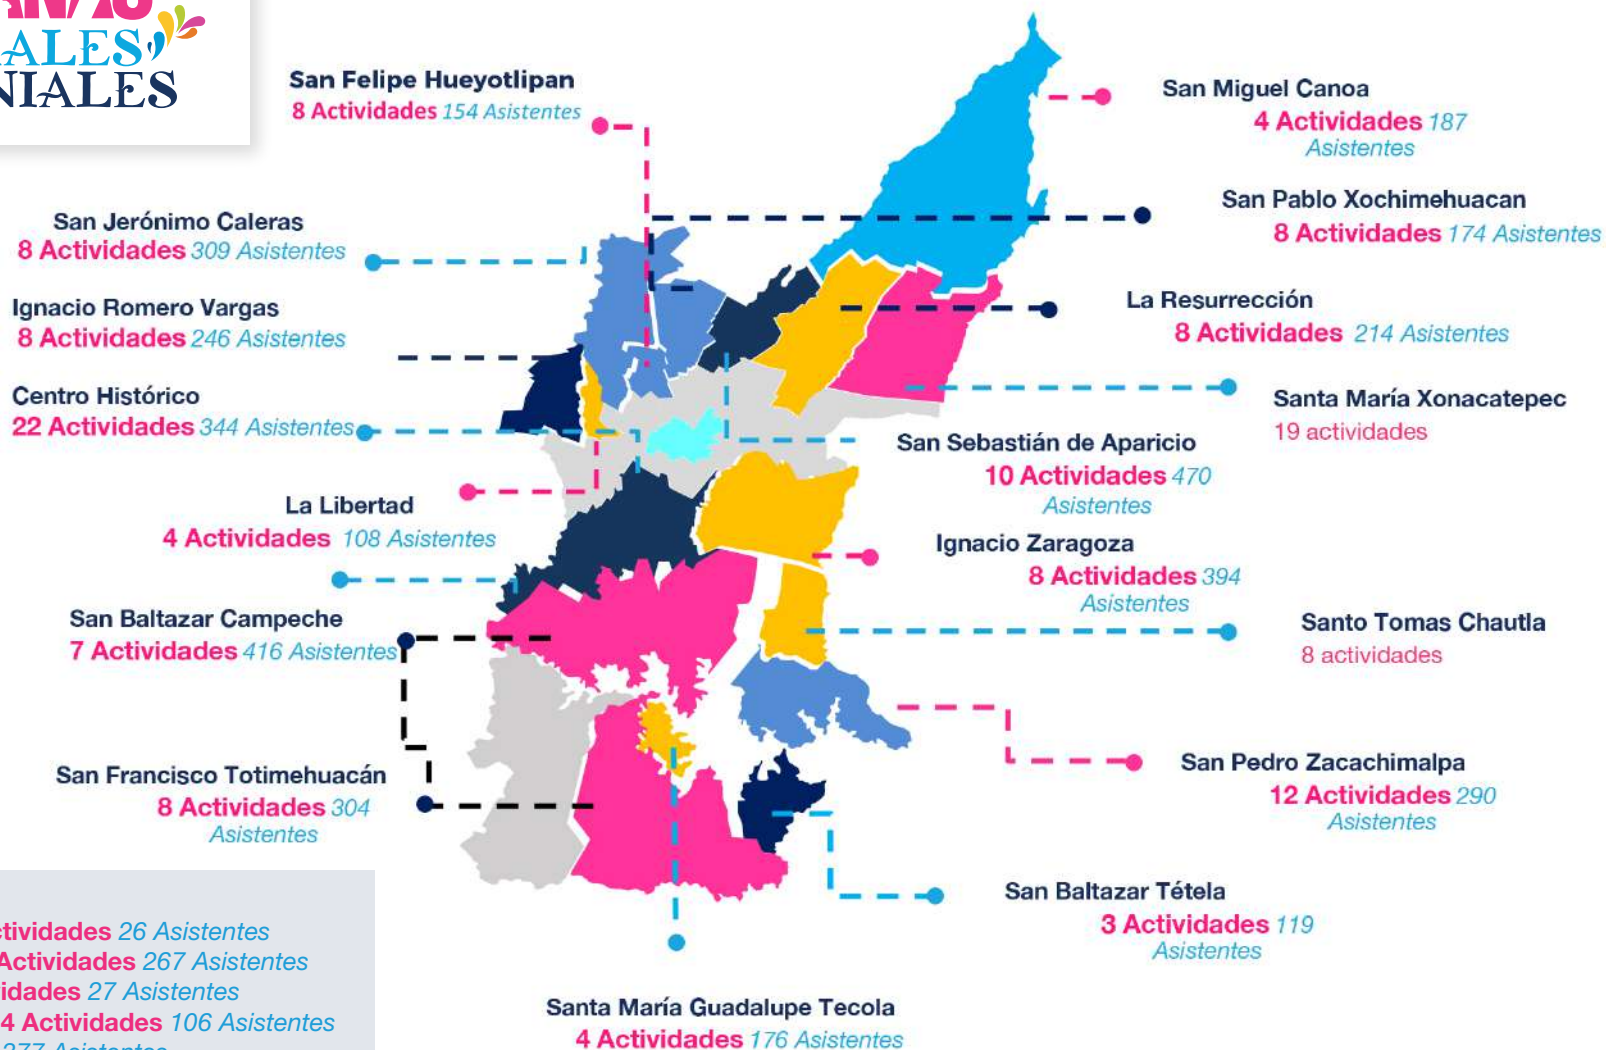 ALES
NIALES
San Felipe Hueyotlipan
8 Actividades 154 Asistentes
San Miguel Canoa
4 Actividades 187
Asistentes
San Pablo Xochimehuacan
8 Actividades 174 Asistentes
San Jerónimo Caleras
8 Actividades 309 Asistentes
La Resurrección
8 Actividades 214 Asistentes
Ignacio Romero Vargas
8 Actividades 246 Asistentes
Centro Histórico
22 Actividades 344 Asistentes
Santa María Xonacatepec
19 actividades
San Sebastián de Aparicio
10 Actividades 470
Asistentes
La Libertad
4 Actividades 108 Asistentes
Ignacio Zaragoza
8 Actividades 394
Asistentes
San Baltazar Campeche
7 Actividades 416 Asistentes
Santo Tomas Chautla
8 actividades
San Francisco Totimehuacán
8 Actividades 304
Asistentes
San Pedro Zacachimalpa
12 Actividades 290
Asistentes
San Baltazar Tétela
3 Actividades 119
Asistentes
Santa María Guadalupe Tecola
4 Actividades 176 Asistentes
ctividades 26 Asistentes
Actividades 267 Asistentes
idades 27 Asistentes
4 Actividades 106 Asistentes
277 Asistentes